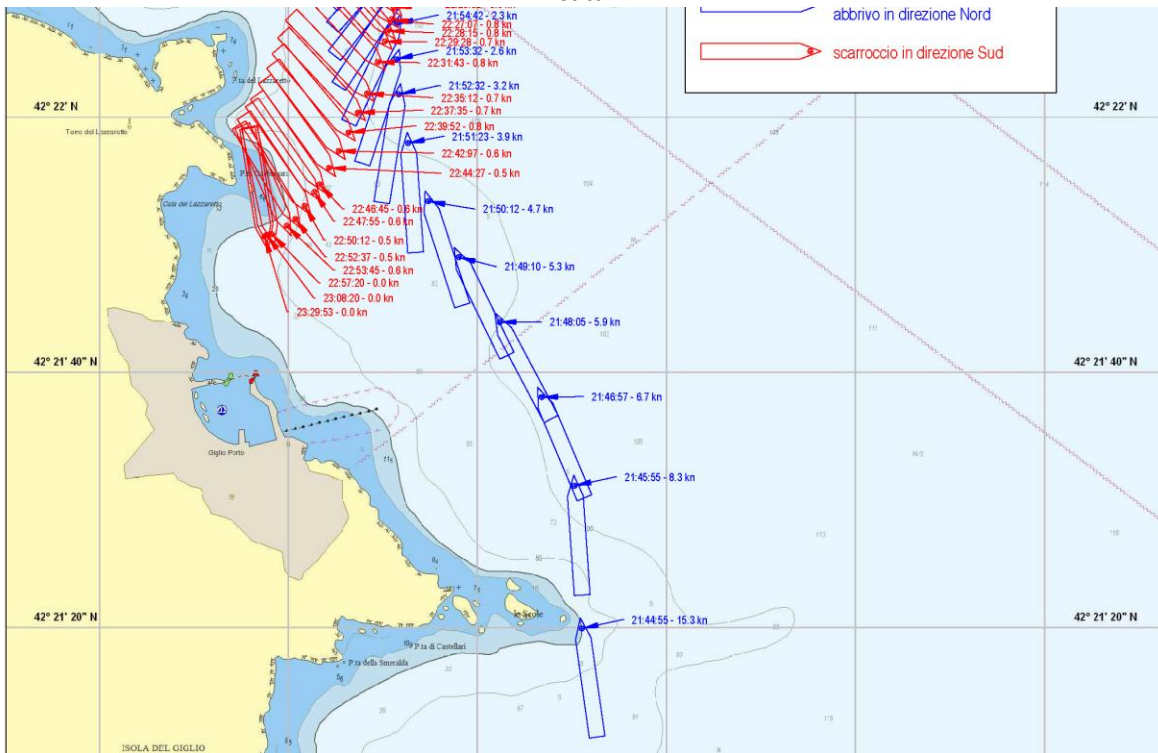 21:54:42 - 2.3 kn
22:27:07 - 0.8 kn
22:28:15 - 0.8 kn
22:29:28 - 0.7 kn
21:53:32 - 2.6 kn
22:31:43 - 0.8 kn
21:52:32 - 3.2 kn
22:35:12 - 0.7 kn
22:37:35 - 0.7 kn
22:39:52 - 0.8 kn
21:51:23 - 3.9 kn
22:42:97 - 0.6 kn
22:44:27 - 0.5 kn
abbrivo in direzione Nord
scarroccio in direzione Sud
P.ta del Lazzaretto
42° 22' N
42° 22' N
Torre del Lazzaretto
Cala del Lazzaretto
22:46:45 - 0.6 kn
21:50:12 - 4.7 kn
22:47:55 - 0.6 kn
22:50:12 - 0.5 kn
22:52:37 - 0.5 kn
21:49:10 - 5.3 kn
22:53:45 - 0.6 kn
22:57:20 - 0.0 kn
23:08:20 - 0.0 kn
23:29:53 - 0.0 kn
21:48:05 - 5.9 kn
42° 21' 40" N
42° 21' 40" N
21:46:57 - 6.7 kn
Giglio Porto
21:45:55 - 8.3 kn
le Scole
42° 21' 20" N
21:44:55 - 15.3 kn
42° 21' 20" N
P.ta di Castellari
P.ta della Smeralda
ISOLA DEL GIGLIO